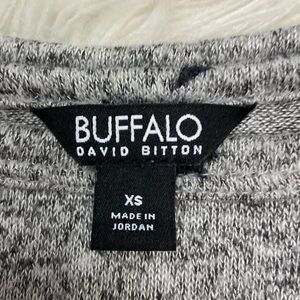 BUFFALO
DAVID BITTON
XS
MADE IN
JORDAN